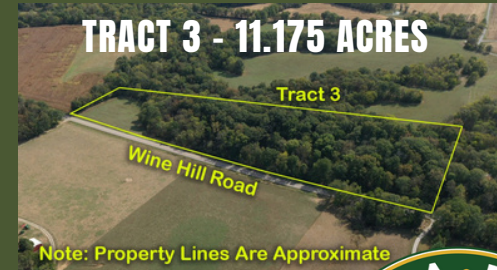 TRACT 3 - 11.175 ACRES
Tract 3
Wine Hill Road
Note: Property Lines Are Approximate